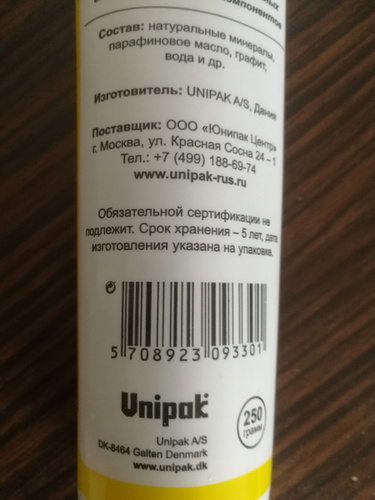 компонентов
Состав: натуральные минералы,
парафиновое масло, графит,
вода и др.
Изготовитель: UNIPAK A/S, Дания
Поставщик: ООО «Юнипак Центр»
г. Москва, ул. Красная Сосна 24 – 1
Тел.: +7 (499) 188-69-74
www.unipak-rus.ru
Обязательной сертификации не
подлежит. Срок хранения – 5 лет, дата
изготовления указана на упаковке.
5 708923 093301
Unipak
250
грамм
Unipak A/S
DK-8464 Galten Denmark
www.unipak.dk